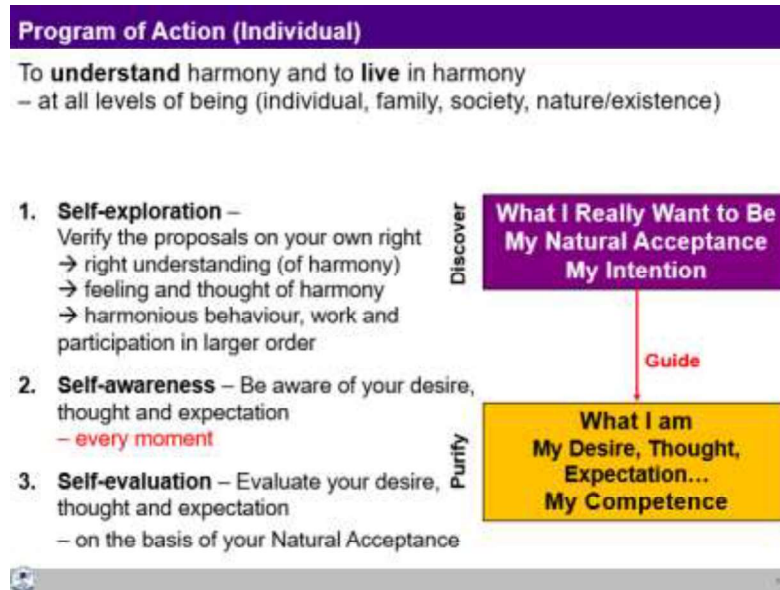 Program of Action (Individual)
To understand harmony and to live in harmony
– at all levels of being (individual, family, society, nature/existence)
1. Self-exploration –
Verify the proposals on your own right
→ right understanding (of harmony)
→ feeling and thought of harmony
→ harmonious behaviour, work and
participation in larger order
2. Self-awareness – Be aware of your desire,
thought and expectation
– every moment
3. Self-evaluation – Evaluate your desire,
thought and expectation
– on the basis of your Natural Acceptance
Discover
What I Really Want to Be
My Natural Acceptance
My Intention
Guide
Purify
What I am
My Desire, Thought,
Expectation...
My Competence